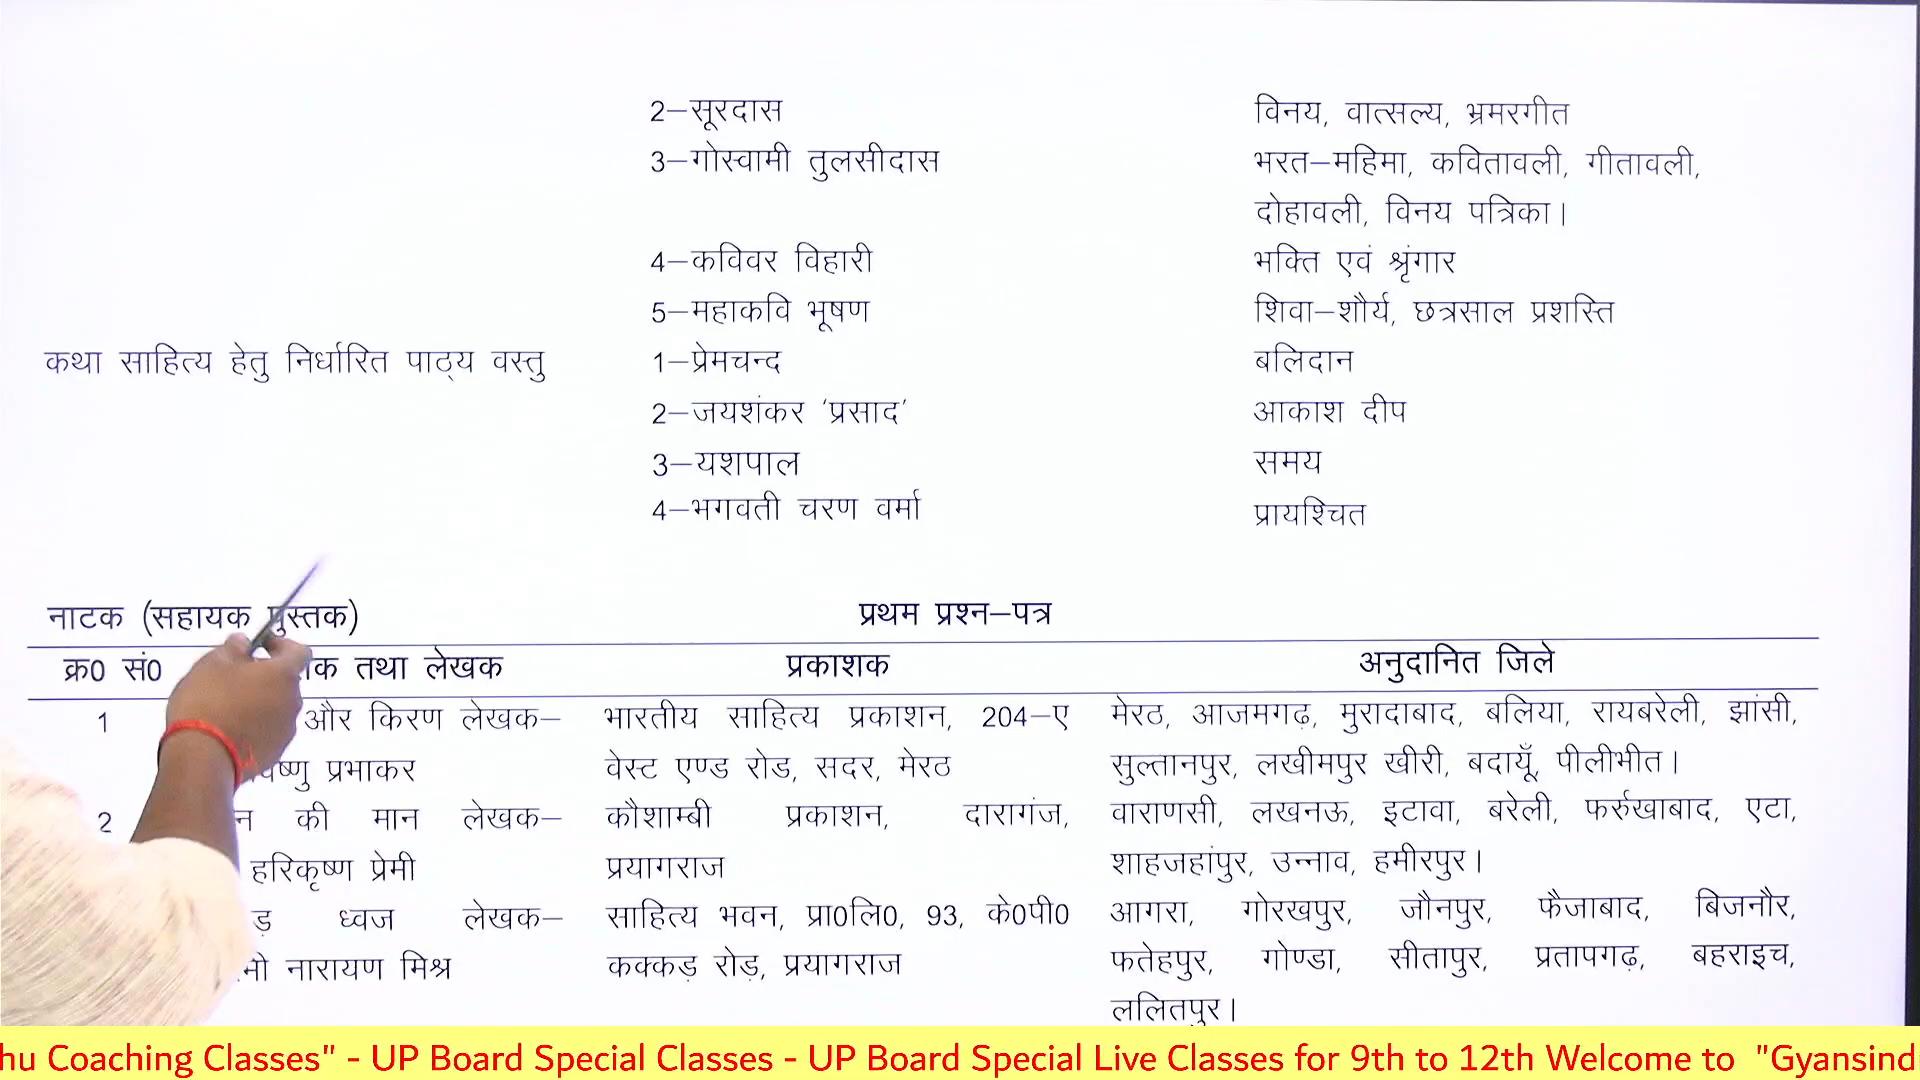 2–सूरदास विनय, वात्सल्य, भ्रमरगीत
3–गोस्वामी तुलसीदास भरत–महिमा, कवितावली, गीतावली,
दोहावली, विनय पत्रिका।
4–कविवर विहारी भक्ति एवं श्रृंगार
5–महाकवि भूषण शिवा–शौर्य, छत्रसाल प्रशस्ति
कथा साहित्य हेतु निर्धारित पाठ्य वस्तु 1–प्रेमचन्द बलिदान
2–जयशंकर 'प्रसाद' आकाश दीप
3–यशपाल समय
4–भगवती चरण वर्मा प्रायश्चित
नाटक (सहायक पुस्तक) प्रथम प्रश्न–पत्र
क्र0 सं0 तथा लेखक प्रकाशक अनुदानित जिले
1 और किरण लेखक– भारतीय साहित्य प्रकाशन, 204–ए मेरठ, आजमगढ़, मुरादाबाद, बलिया, रायबरेली, झांसी,
प्रभाकर वेस्ट एण्ड रोड, सदर, मेरठ सुल्तानपुर, लखीमपुर खीरी, बदायूँ, पीलीभीत।
2 की मान लेखक– कौशाम्बी प्रकाशन, दारागंज, वाराणसी, लखनऊ, इटावा, बरेली, फर्रुखाबाद, एटा,
हरिकृष्ण प्रेमी प्रयागराज शाहजहांपुर, उन्नाव, हमीरपुर।
ध्वज लेखक– साहित्य भवन, प्रा0लि0, 93, के0पी0 आगरा, गोरखपुर, जौनपुर, फैजाबाद, बिजनौर,
नारायण मिश्र कक्कड़ रोड़, प्रयागराज फतेहपुर, गोण्डा, सीतापुर, प्रतापगढ़, बहराइच,
ललितपुर।
hu Coaching Classes" - UP Board Special Classes - UP Board Special Live Classes for 9th to 12th Welcome to "Gyansind